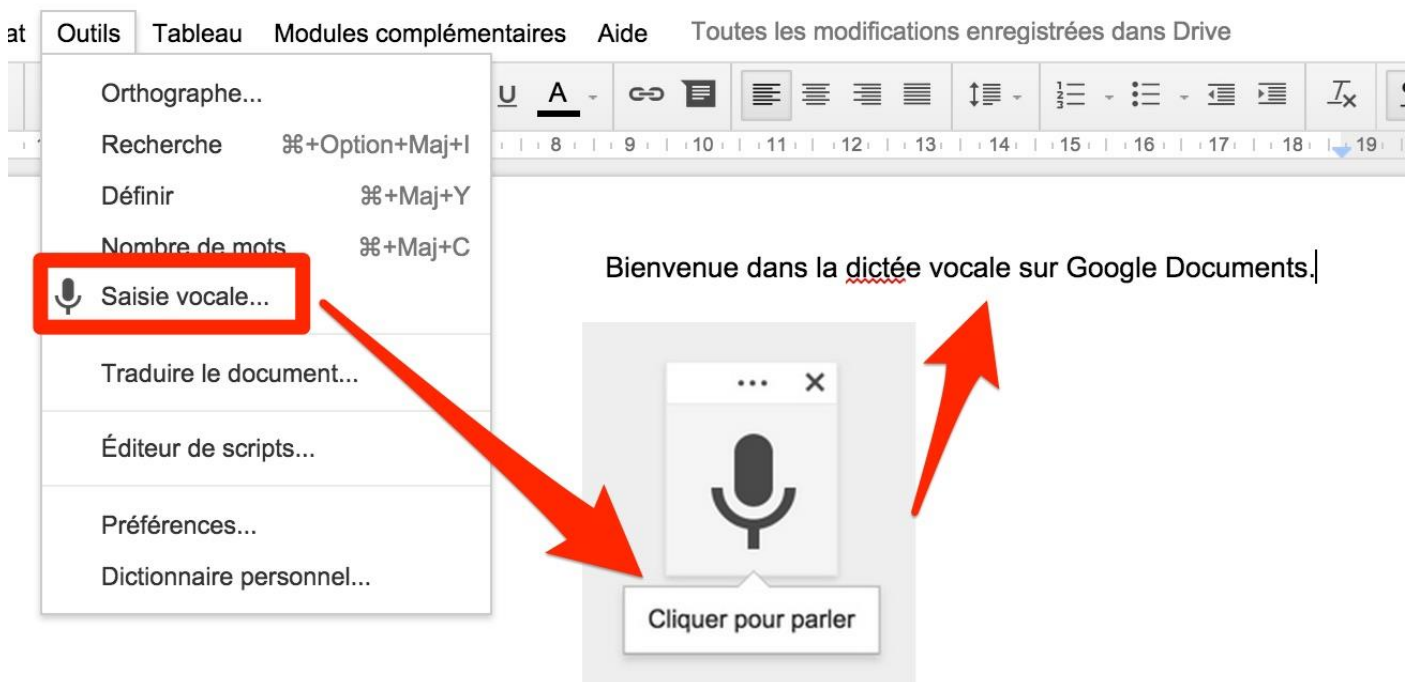 at Outils Tableau Modules complémentaires Aide Toutes les modifications enregistrées dans Drive
U A
8 9 10 11 12 13 14 15 16 17 18 19
Orthographe...
Recherche ⌘+Option+Maj+I
Définir ⌘+Maj+Y
Nombre de mots ⌘+Maj+C
Saisie vocale...
Traduire le document...
Éditeur de scripts...
Préférences...
Dictionnaire personnel...
Bienvenue dans la dictée vocale sur Google Documents.
Cliquer pour parler